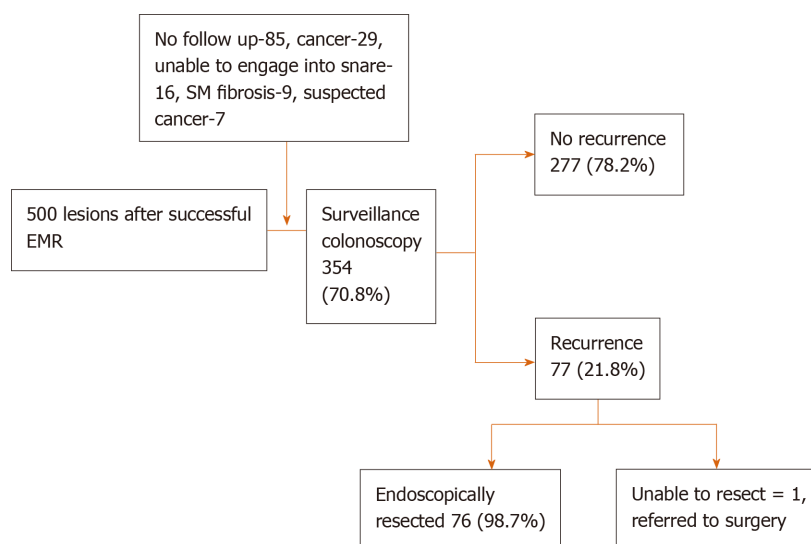 No follow up-85, cancer-29,
unable to engage into snare-
16, SM fibrosis-9, suspected
cancer-7
500 lesions after successful
EMR
Surveillance
colonoscopy
354
(70.8%)
No recurrence
277 (78.2%)
Recurrence
77 (21.8%)
Endoscopically
resected 76 (98.7%)
Unable to resect = 1,
referred to surgery